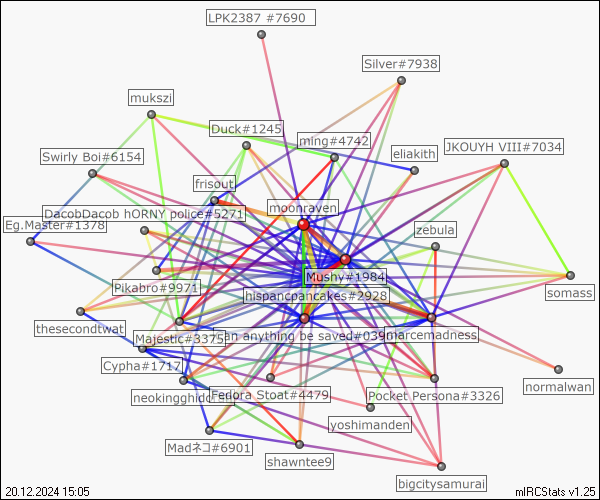 LPK2387 #7690
Silver#7938
mukszi
Duck#1245
ming#4742
JKOUYH VIII#7034
Swirly Boi#6154
eliakith
frisout
moonraven
DacobDacob hORNY police#5271
Eg.Master#1378
zebula
Mushy#1984
Pikabro#9971
hispancpancakes#2928
somass
thesecondtwat
Majestic#3375
an anything be saved#039
marcemadness
Cypha#1717
normalwan
neokingghido
Fedora Stoat#4479
Pocket Persona#3326
yoshimanden
Madネコ#6901
shawntee9
bigcitysamurai
20.12.2024 15:05
mIRCStats v1.25